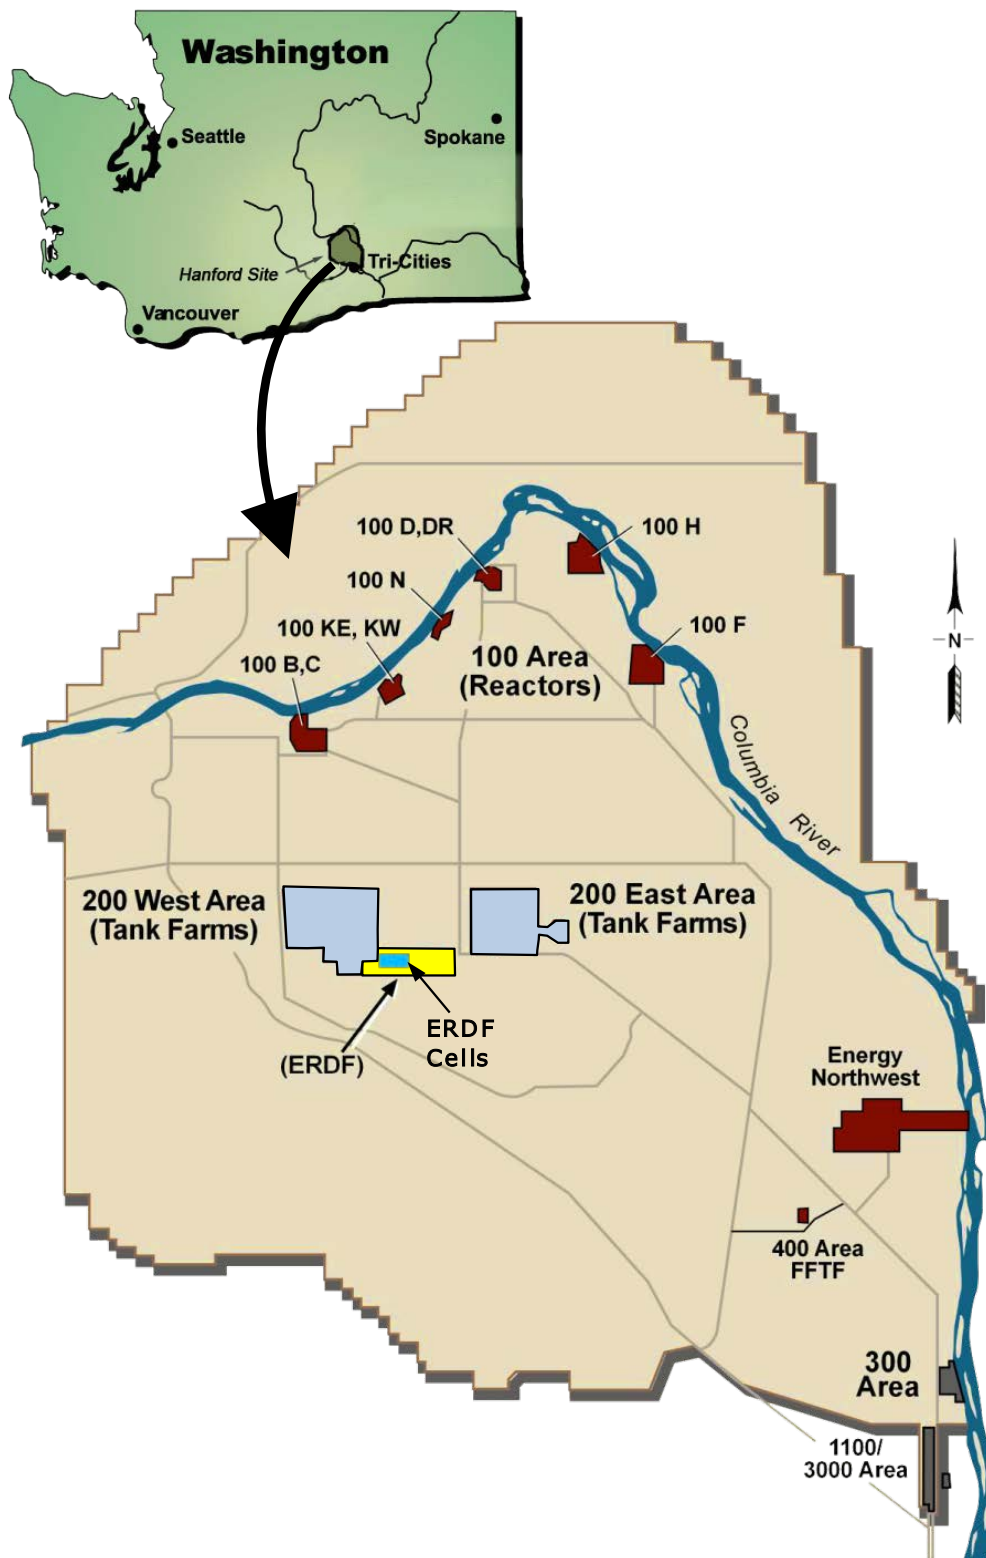 Washington
Seattle
Spokane
Hanford Site
Tri-Cities
Vancouver
100 D,DR
100 H
100 N
100 KE, KW
100 F
100 B,C
100 Area
(Reactors)
N
Columbia River
200 West Area
(Tank Farms)
200 East Area
(Tank Farms)
ERDF
Cells
(ERDF)
Energy
Northwest
400 Area
FFTF
300
Area
1100/
3000 Area